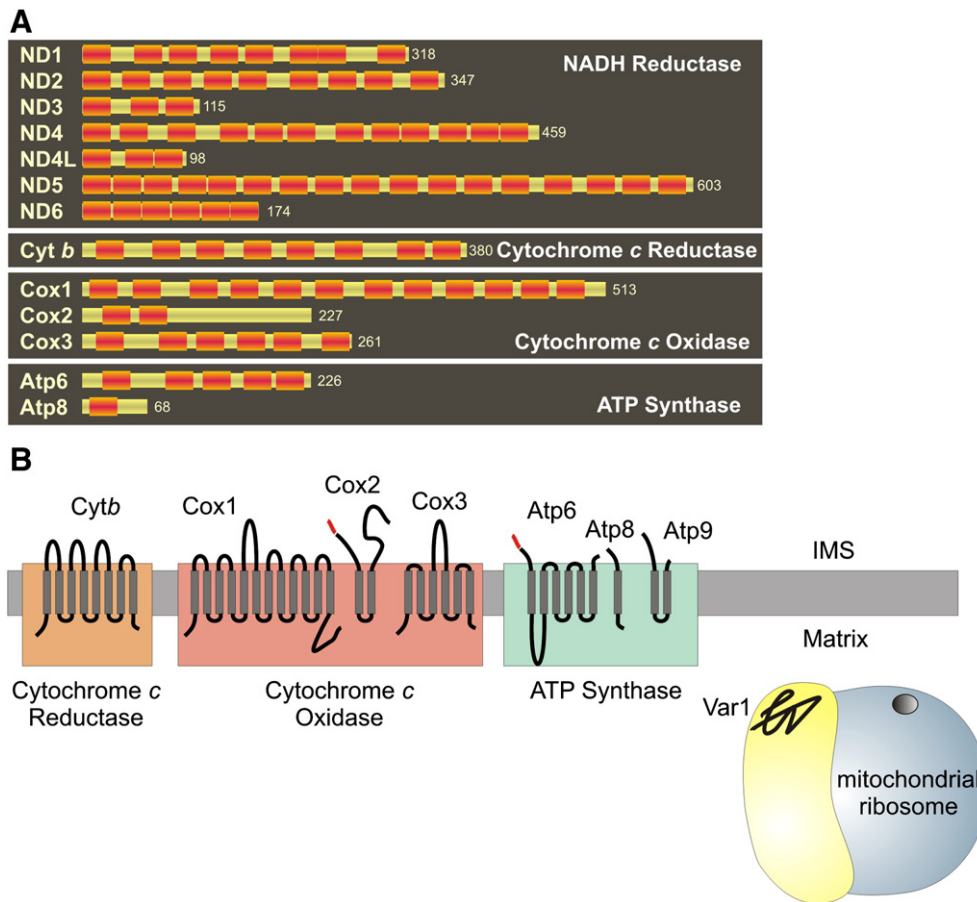 A
ND1 318 NADH Reductase
ND2 347
ND3 115
ND4 459
ND4L 98
ND5 603
ND6 174
Cyt b 380 Cytochrome c Reductase
Cox1 513
Cox2 227
Cox3 261 Cytochrome c Oxidase
Atp6 226
Atp8 68 ATP Synthase
B
Cytb Cox1 Cox2 Cox3 Atp6 Atp8 Atp9
IMS
Matrix
Cytochrome c
Reductase
Cytochrome c
Oxidase
ATP Synthase
Var1
mitochondrial
ribosome